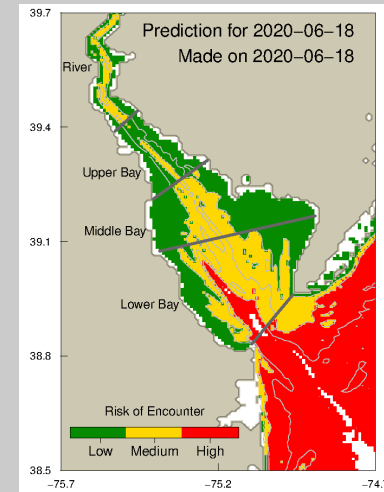 Prediction for 2020-06-18
Made on 2020-06-18
39.7
River
39.4
Upper Bay
Middle Bay
39.1
Lower Bay
38.8
Risk of Encounter
Low Medium High
38.5
-75.7 -75.2